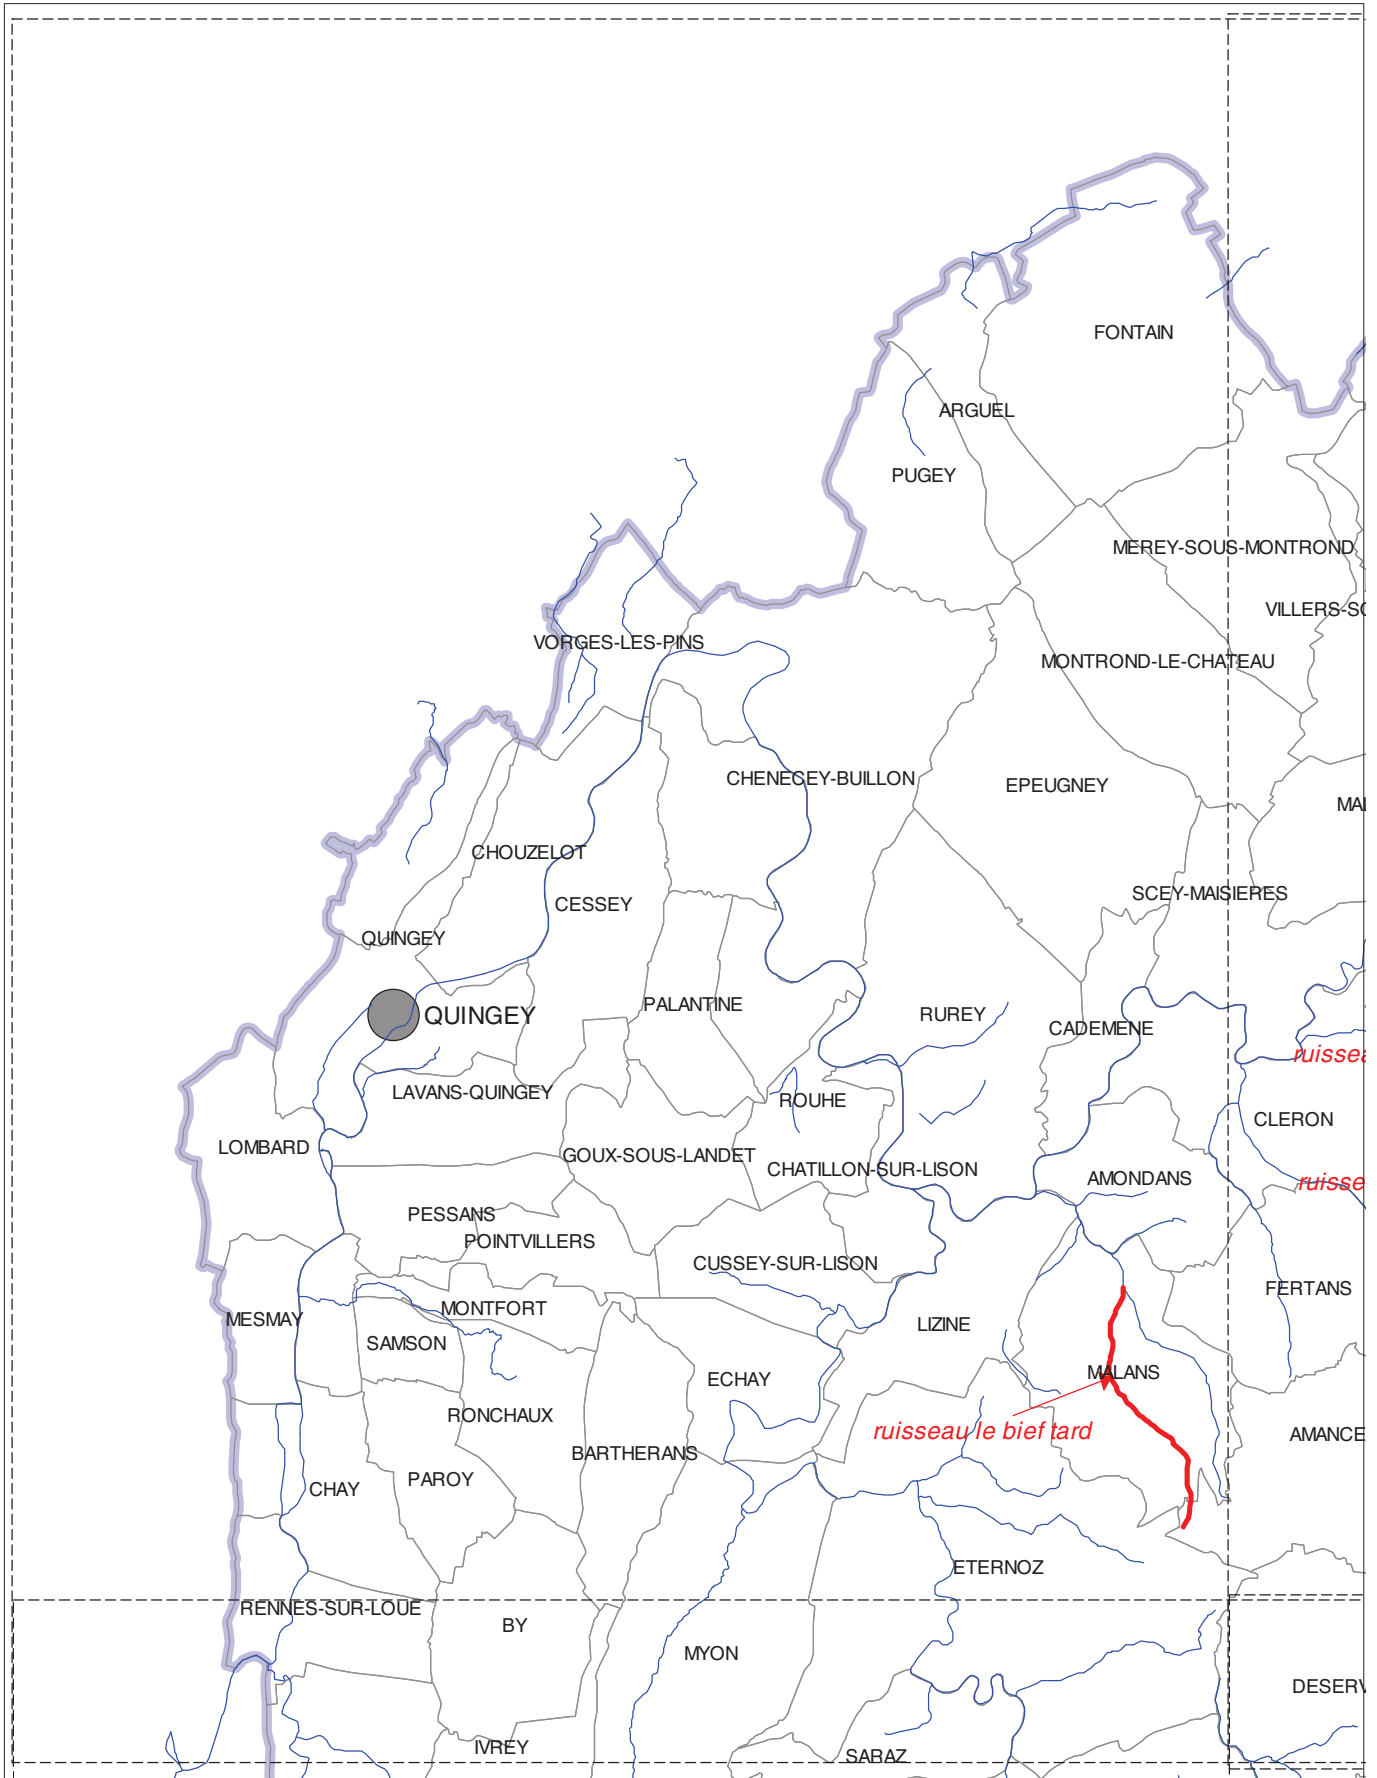 FONTAIN
ARGUEL
PUGEY
MEREY-SOUS-MONTROND
VILLERS-SO
VORGES-LES-PINS
MONTROND-LE-CHATEAU
CHENECEY-BUILLON
EPEUGNEY
MAL
CHOUZELOT
SCEY-MAISIERES
CESSEY
QUINGEY
PALANTINE
QUINGEY
RUREY
CADEMENE
ruissea
LAVANS-QUINGEY
ROUHE
CLERON
LOMBARD
GOUX-SOUS-LANDET
CHATILLON-SUR-LISON
AMONDANS
ruisse
PESSANS
POINTVILLERS
CUSSEY-SUR-LISON
FERTANS
MONTFORT
MESMAY
LIZINE
SAMSON
ECHAY
MALANS
RONCHAUX
ruisseau le bief tard
AMANCE
BARTHERANS
PAROY
CHAY
ETERNOZ
RENNES-SUR-LOUE
BY
MYON
DESERV
IVREY
SARAZ